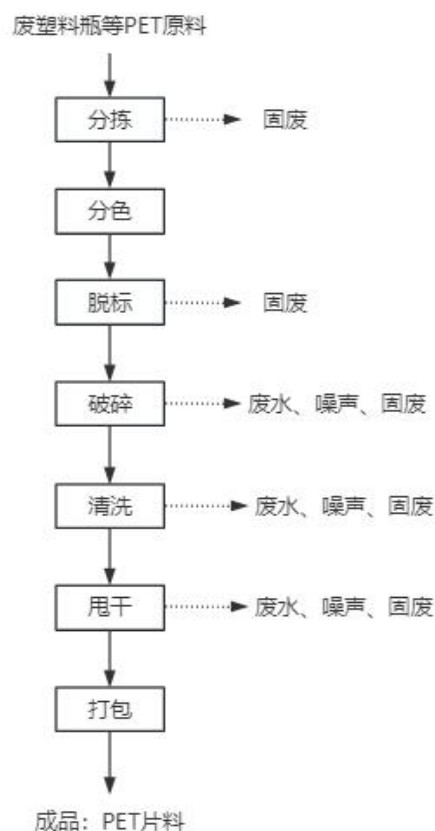 废塑料瓶等PET原料
分拣
固废
分色
脱标
固废
破碎
废水、噪声、固废
清洗
废水、噪声、固废
甩干
废水、噪声、固废
打包
成品：PET片料